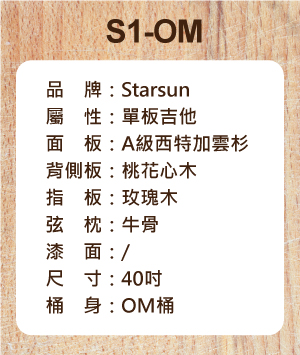 S1-OM
品　牌：Starsun
屬　性：單板吉他
面　板：A級西特加雲杉
背側板：桃花心木
指　板：玫瑰木
弦　枕：牛骨
漆　面：/
尺　寸：40吋
桶　身：OM桶